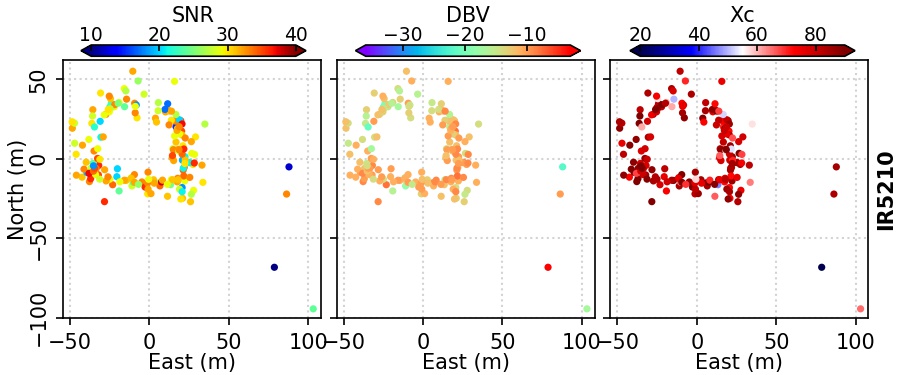 SNR DBV Xc
10 20 30 40 −30 −20 −10 20 40 60 80
50
0
−50
−100
North (m)
IR5210
−50 0 50 100 −50 0 50 100 −50 0 50 100
East (m) East (m) East (m)